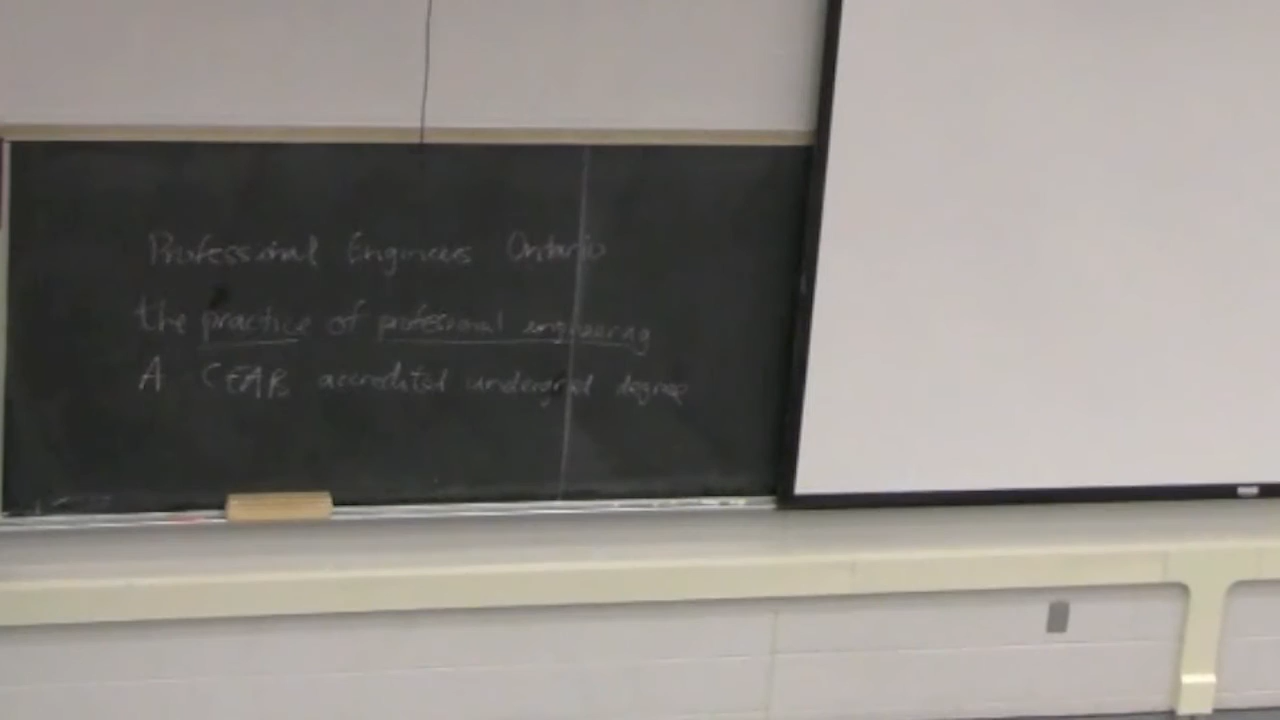 Professional Engineers Ontario
the practice of professional engineering
A CEAB accredited undergrad degree